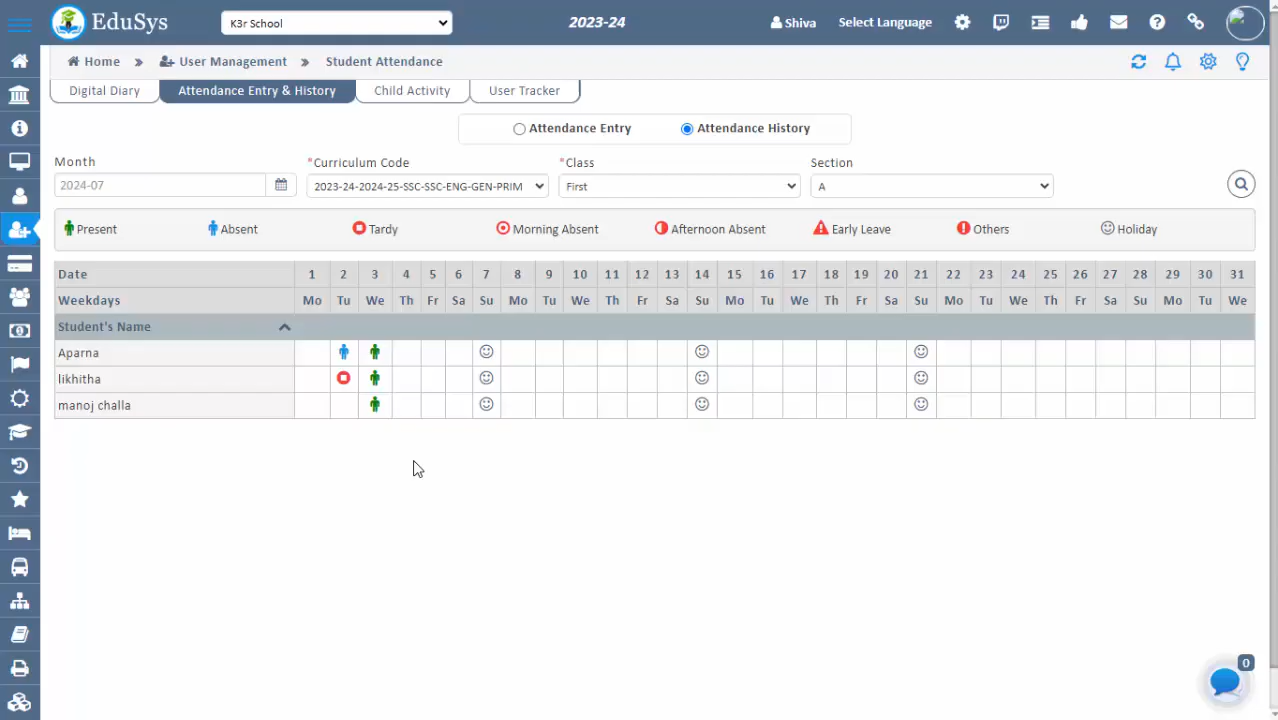 EduSys K3r School 2023-24 Shiva Select Language
Home » User Management » Student Attendance
Digital Diary Attendance Entry & History Child Activity User Tracker
Attendance Entry Attendance History
Month *Curriculum Code *Class Section
2024-07 2023-24-2024-25-SSC-SSC-ENG-GEN-PRIM First A
Present Absent Tardy Morning Absent Afternoon Absent Early Leave Others Holiday
Date 1 2 3 4 5 6 7 8 9 10 11 12 13 14 15 16 17 18 19 20 21 22 23 24 25 26 27 28 29 30 31
Weekdays Mo Tu We Th Fr Sa Su Mo Tu We Th Fr Sa Su Mo Tu We Th Fr Sa Su Mo Tu We Th Fr Sa Su Mo Tu We
Student's Name
Aparna
likhitha
manoj challa
0